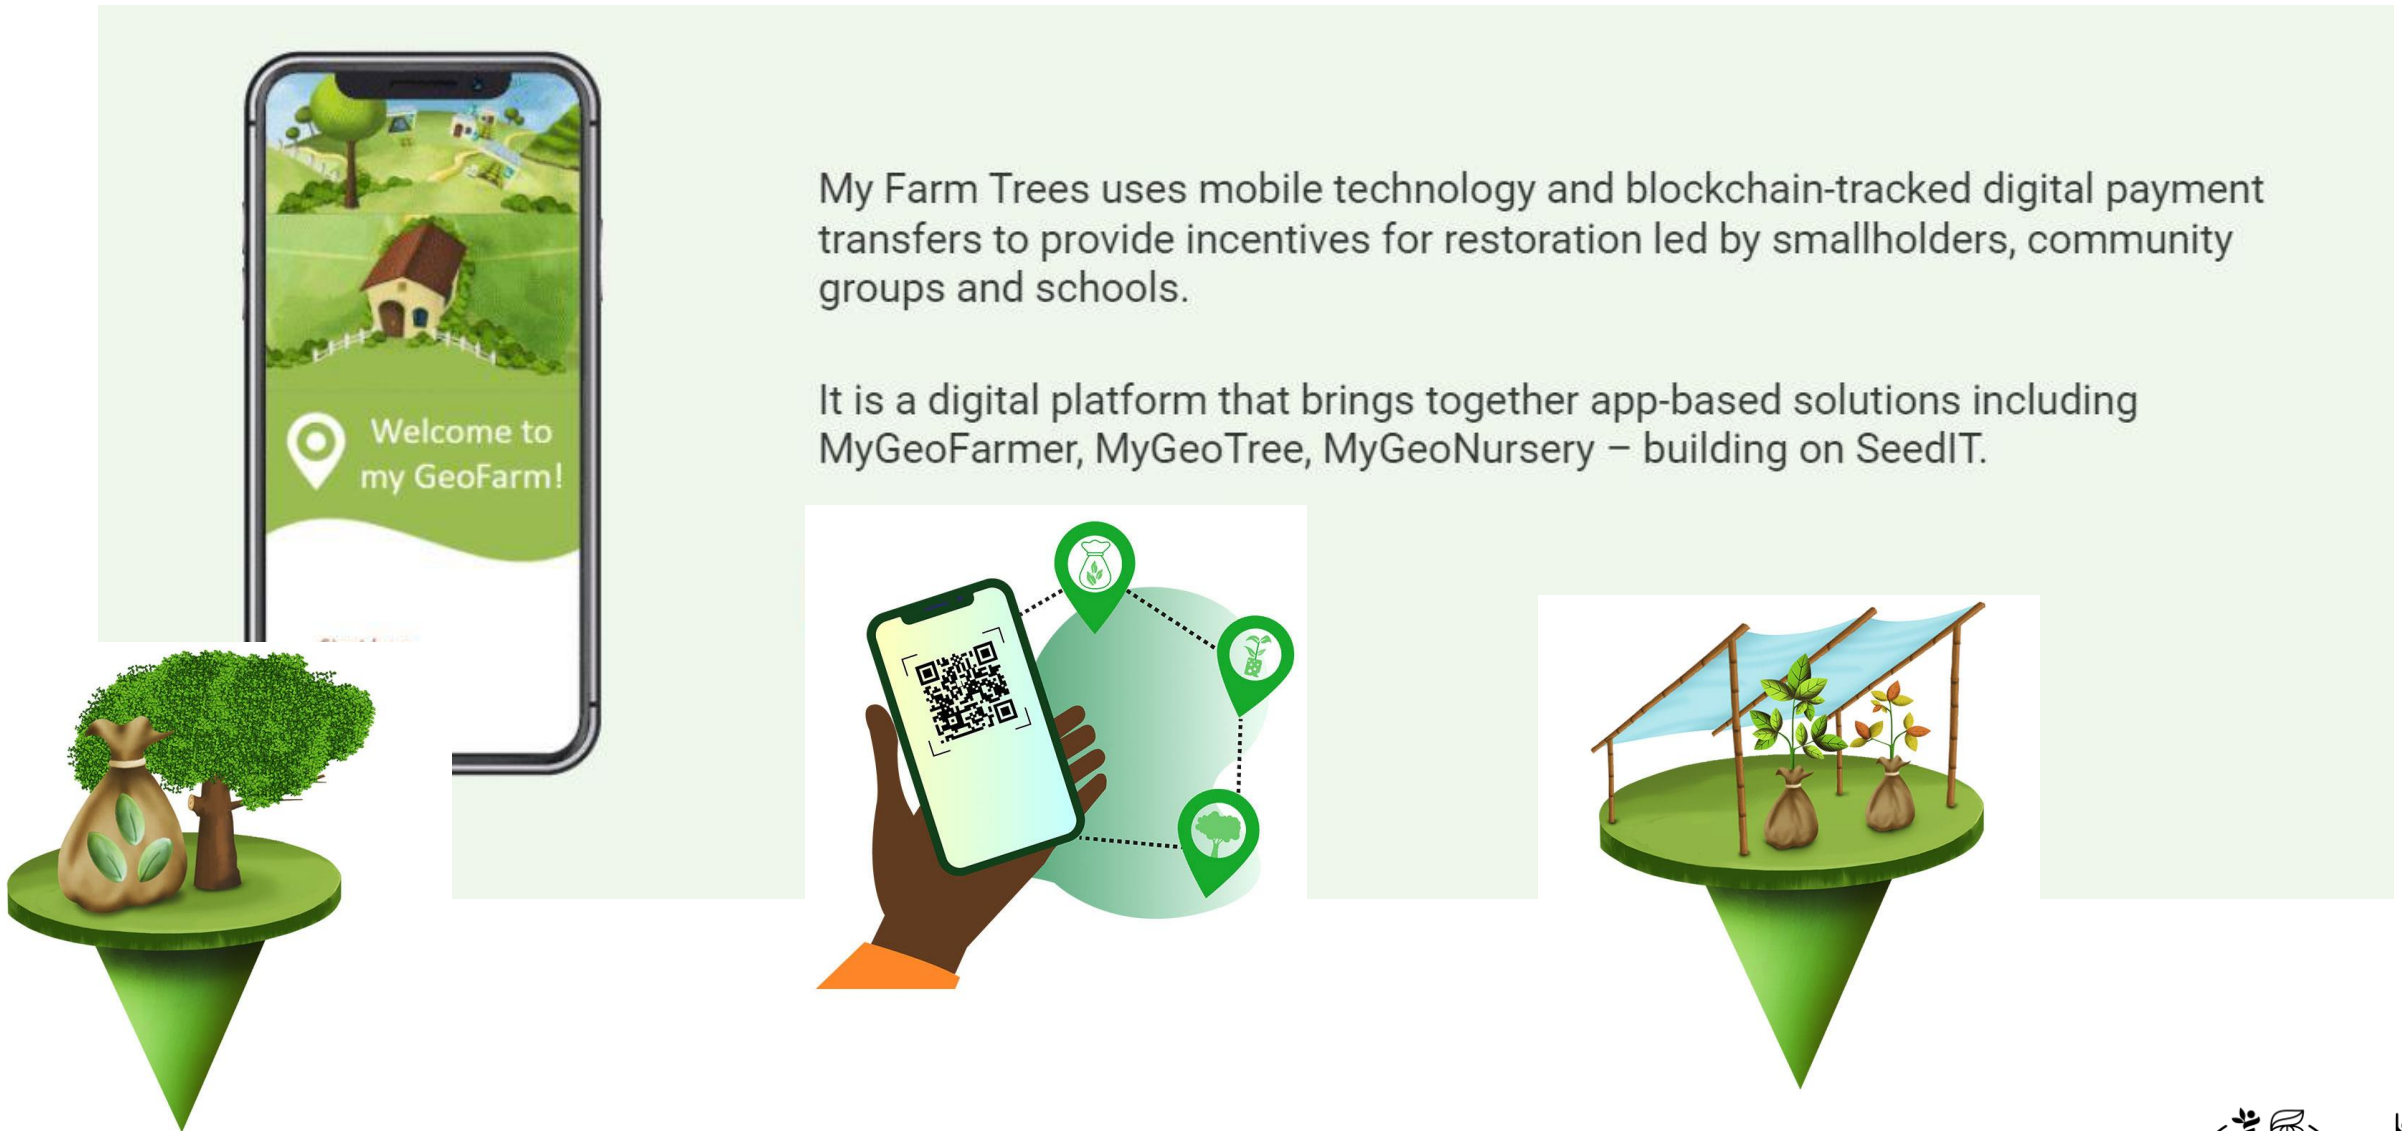 My Farm Trees uses mobile technology and blockchain-tracked digital payment
transfers to provide incentives for restoration led by smallholders, community
groups and schools.
It is a digital platform that brings together app-based solutions including
MyGeoFarmer, MyGeoTree, MyGeoNursery – building on SeedIT.
Welcome to
my GeoFarm!